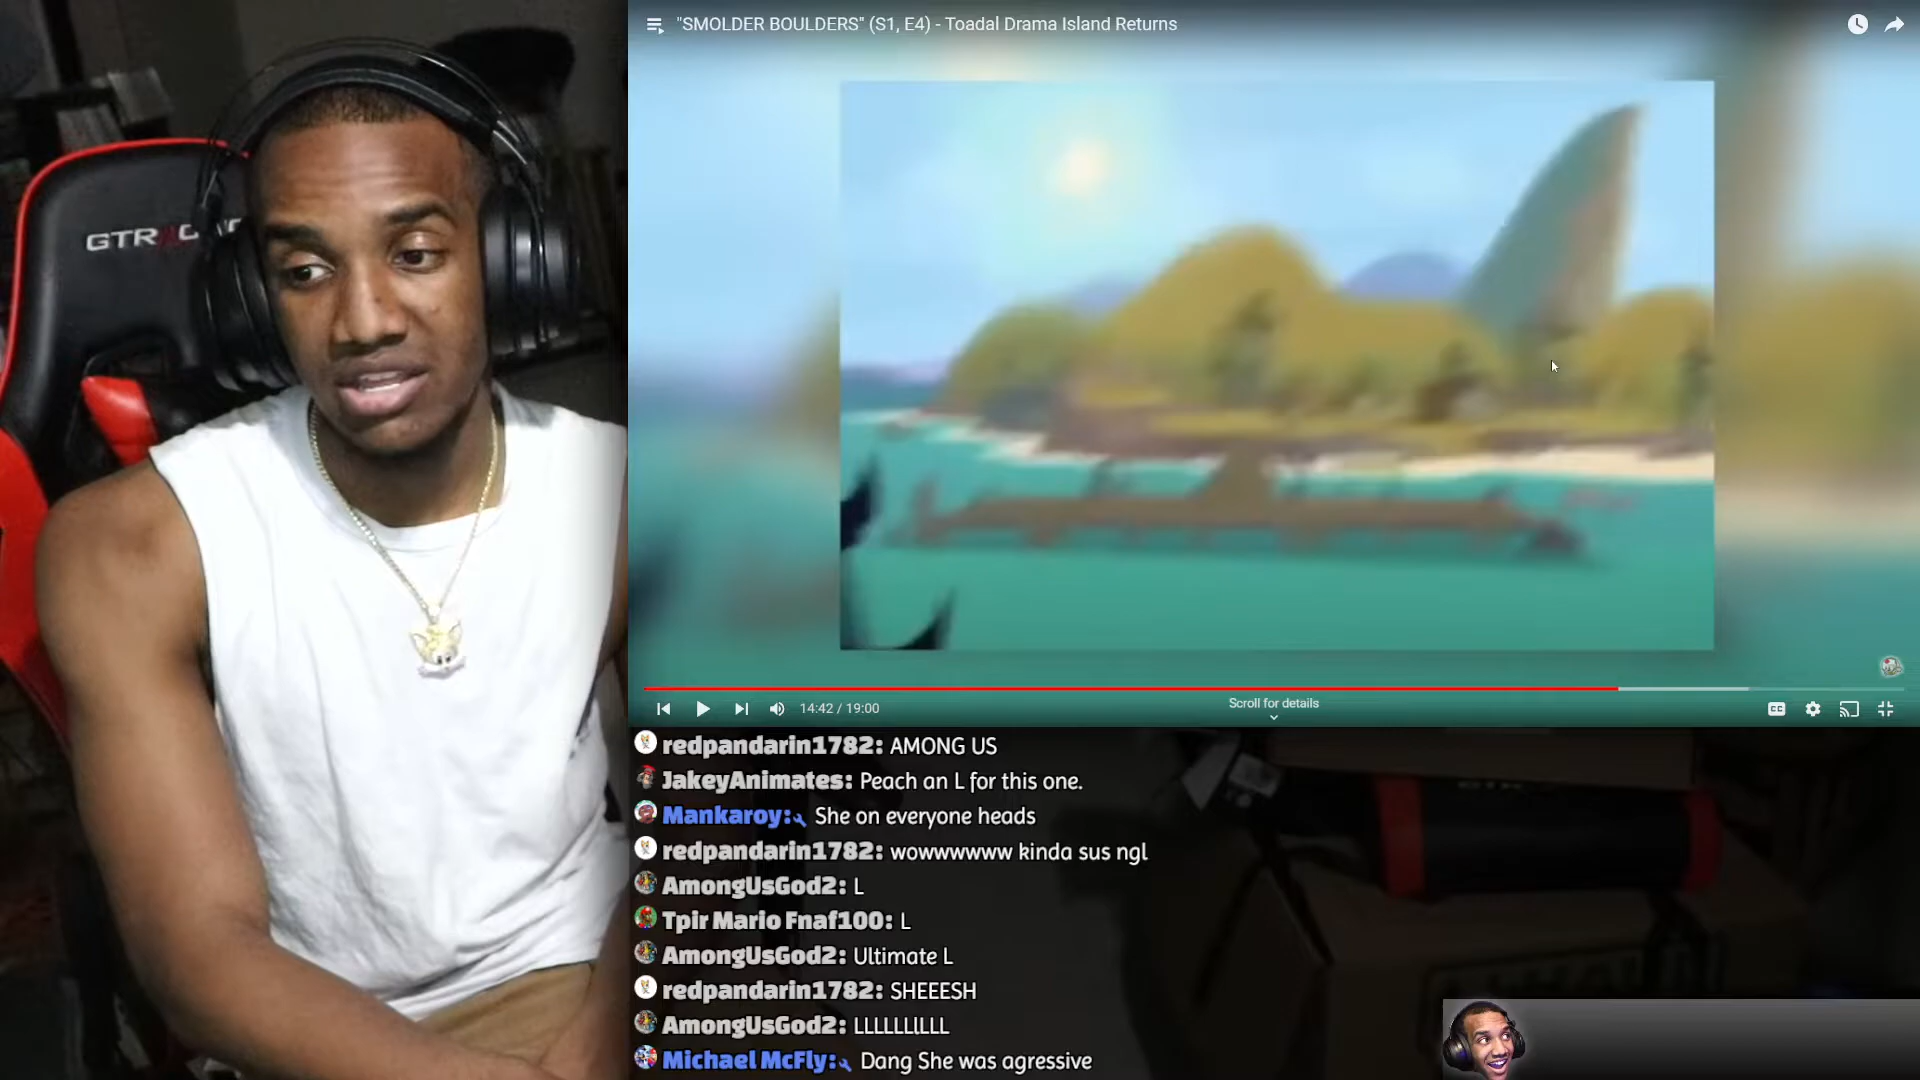 "SMOLDER BOULDERS" (S1, E4) - Toadal Drama Island Returns
14:42 / 19:00
Scroll for details
CC
redpandarin1782: AMONG US
JakeyAnimates: Peach an L for this one.
Mankaroy: She on everyone heads
redpandarin1782: wowwwwww kinda sus ngl
AmongUsGod2: L
Tpir Mario Fnaf100: L
AmongUsGod2: Ultimate L
redpandarin1782: SHEEESH
AmongUsGod2: LLLLLLlLLL
Michael McFly: Dang She was agressive